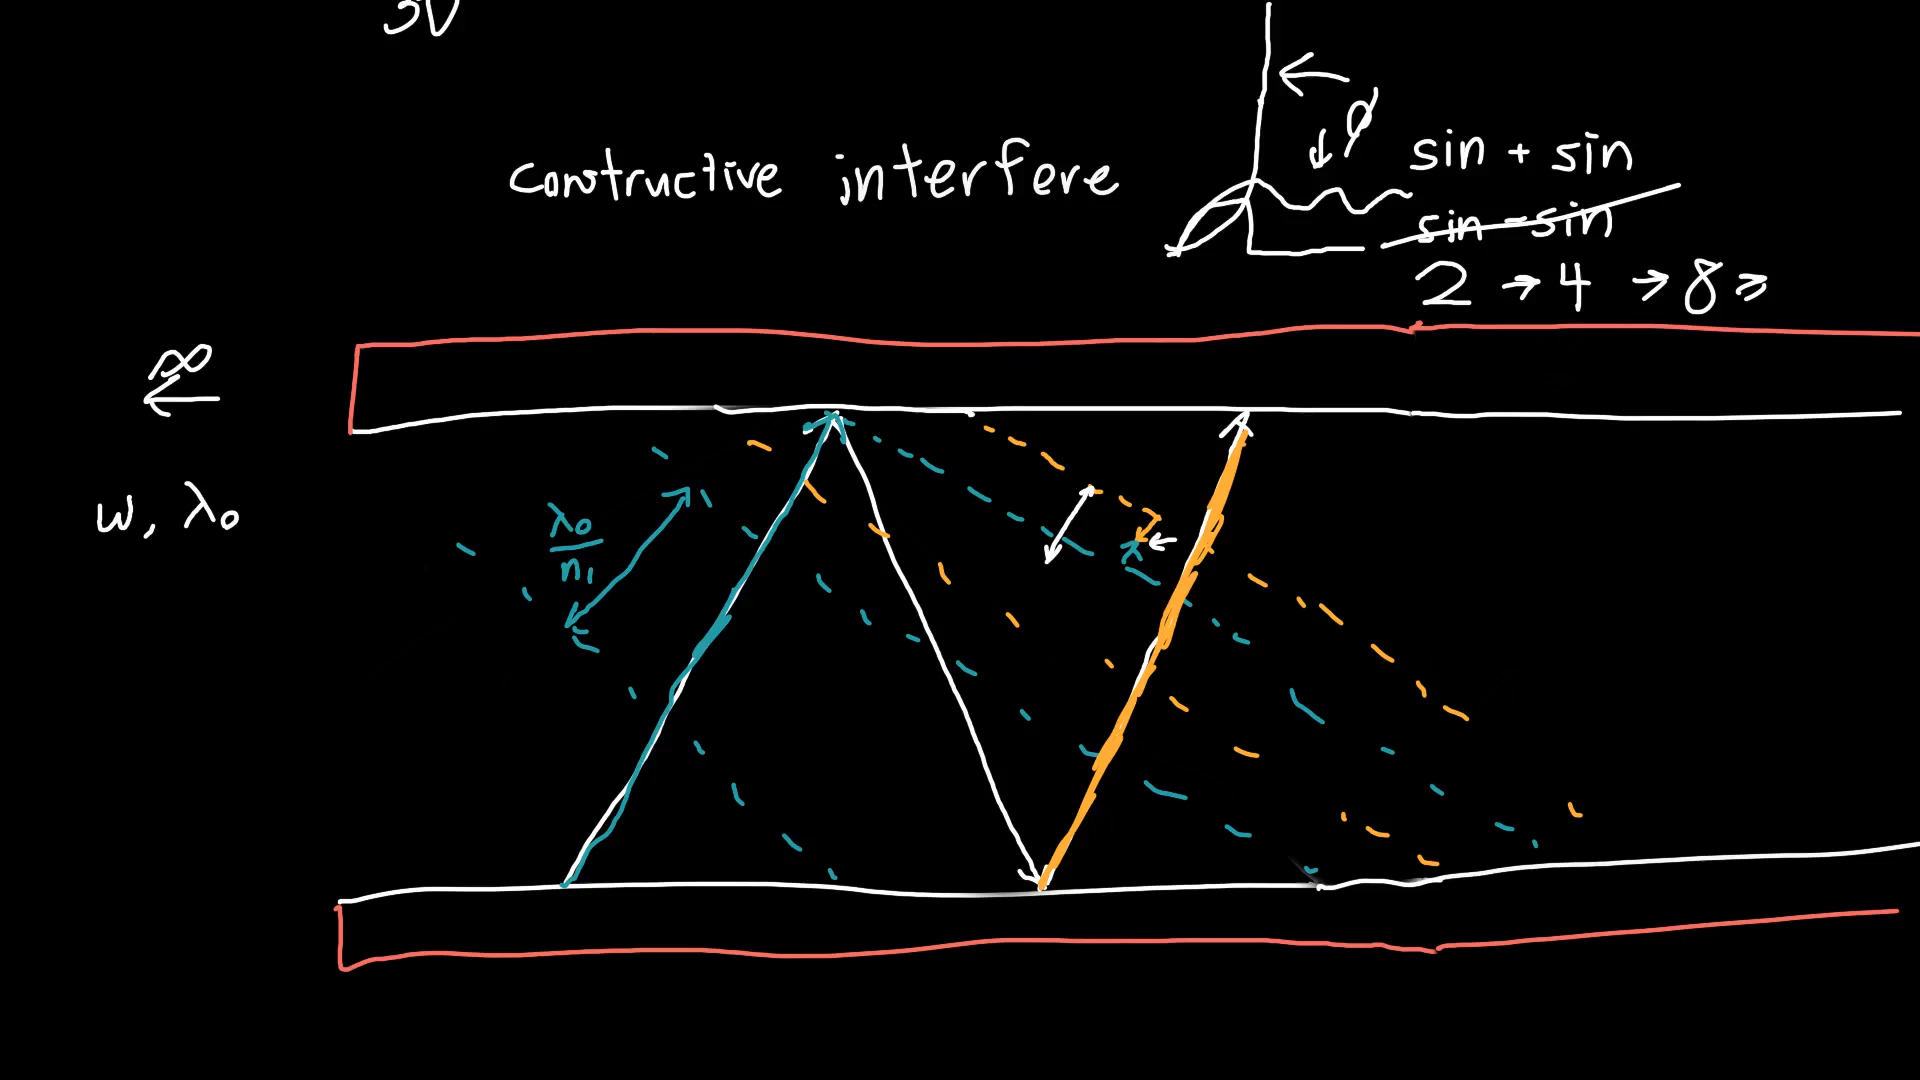 ϕ
constructive interfere
sin + sin
sin - sin
2 → 4 → 8 →
∞
ω, λ₀
λ₀
n₁
λ